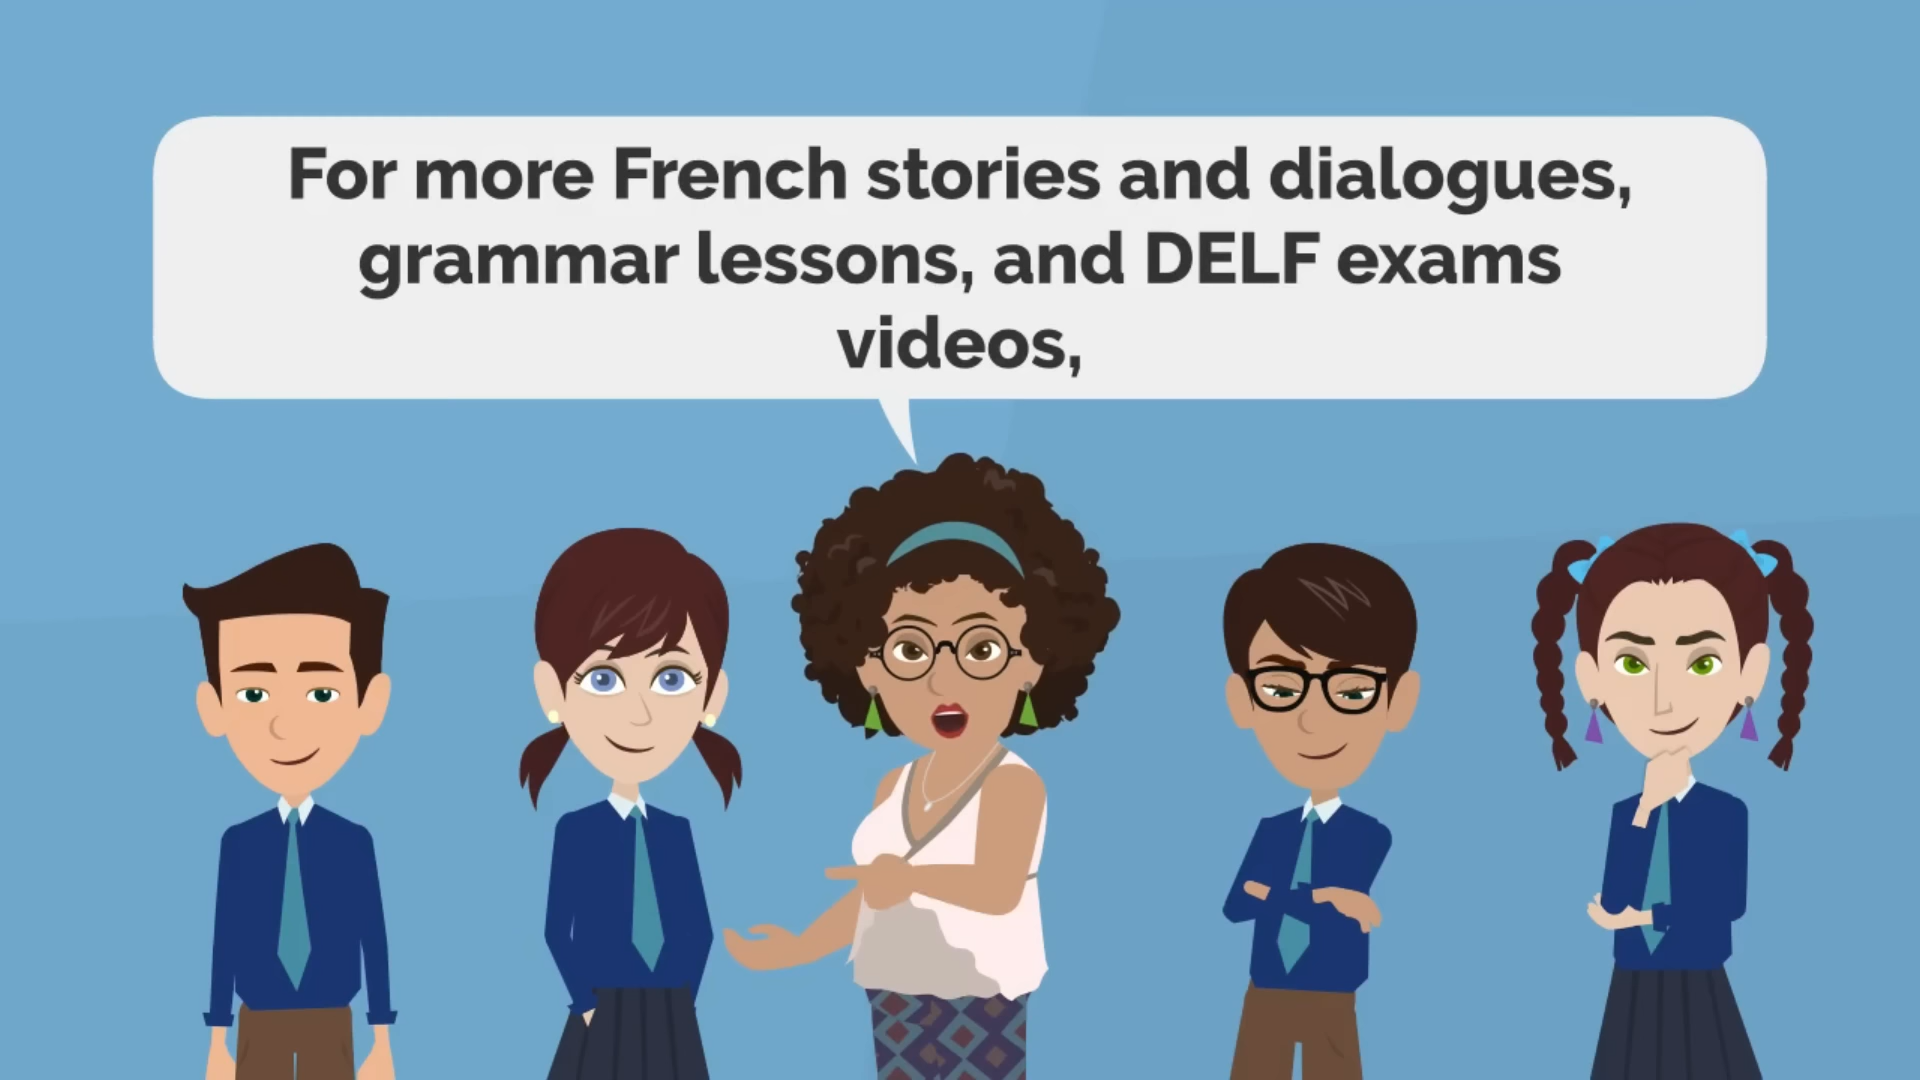 For more French stories and dialogues,
grammar lessons, and DELF exams
videos,